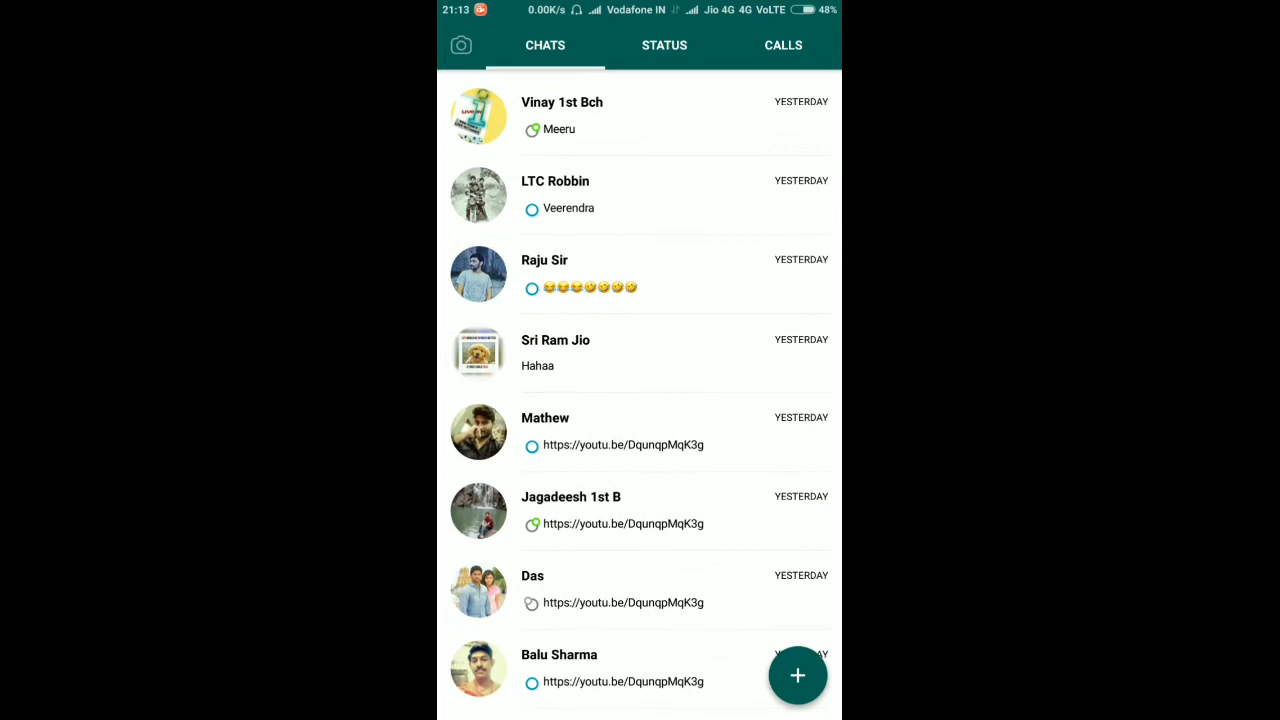 21:13 0.00K/s Vodafone IN Jio 4G 4G VoLTE 48%
CHATS STATUS CALLS
Vinay 1st Bch YESTERDAY
Meeru
LTC Robbin YESTERDAY
Veerendra
Raju Sir YESTERDAY
😂😂😂🤣🤣🤣🤣
Sri Ram Jio YESTERDAY
Hahaa
Mathew YESTERDAY
https://youtu.be/DqunqpMqK3g
Jagadeesh 1st B YESTERDAY
https://youtu.be/DqunqpMqK3g
Das YESTERDAY
https://youtu.be/DqunqpMqK3g
Balu Sharma
https://youtu.be/DqunqpMqK3g